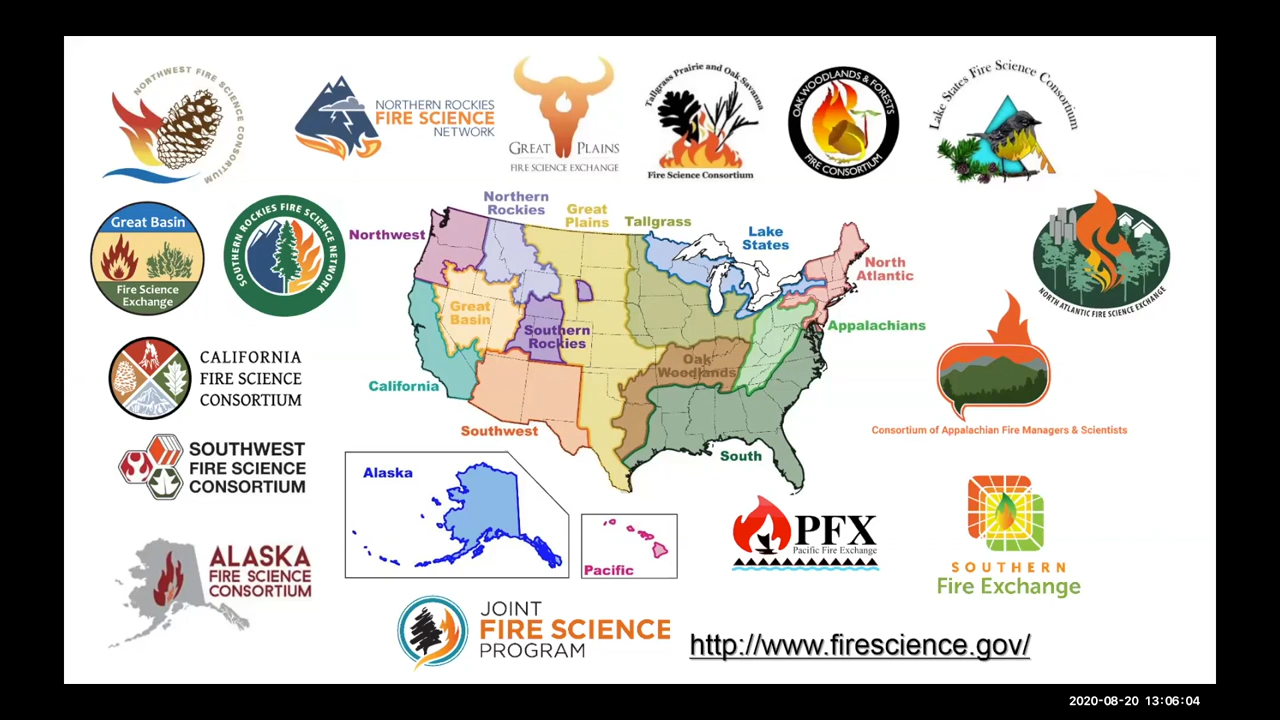 NORTHWEST FIRE SCIENCE CONSORTIUM
NORTHERN ROCKIES
FIRE SCIENCE
NETWORK
GREAT PLAINS
FIRE SCIENCE EXCHANGE
Tallgrass Prairie and Oak Savanna
Fire Science Consortium
OAK WOODLANDS & FORESTS
FIRE CONSORTIUM
Lake States Fire Science Consortium
Great Basin
Fire Science
Exchange
SOUTHERN ROCKIES FIRE SCIENCE NETWORK
Northwest
Northern
Rockies
Great
Plains
Tallgrass
Lake
States
North
Atlantic
Great
Basin
Southern
Rockies
Appalachians
Oak
Woodlands
California
Southwest
South
Alaska
Pacific
NORTH ATLANTIC FIRE SCIENCE EXCHANGE
CALIFORNIA
FIRE SCIENCE
CONSORTIUM
Consortium of Appalachian Fire Managers & Scientists
SOUTHWEST
FIRE SCIENCE
CONSORTIUM
ALASKA
FIRE SCIENCE
CONSORTIUM
PFX
Pacific Fire Exchange
SOUTHERN
Fire Exchange
JOINT
FIRE SCIENCE
PROGRAM
http://www.firescience.gov/
2020-08-20 13:06:04